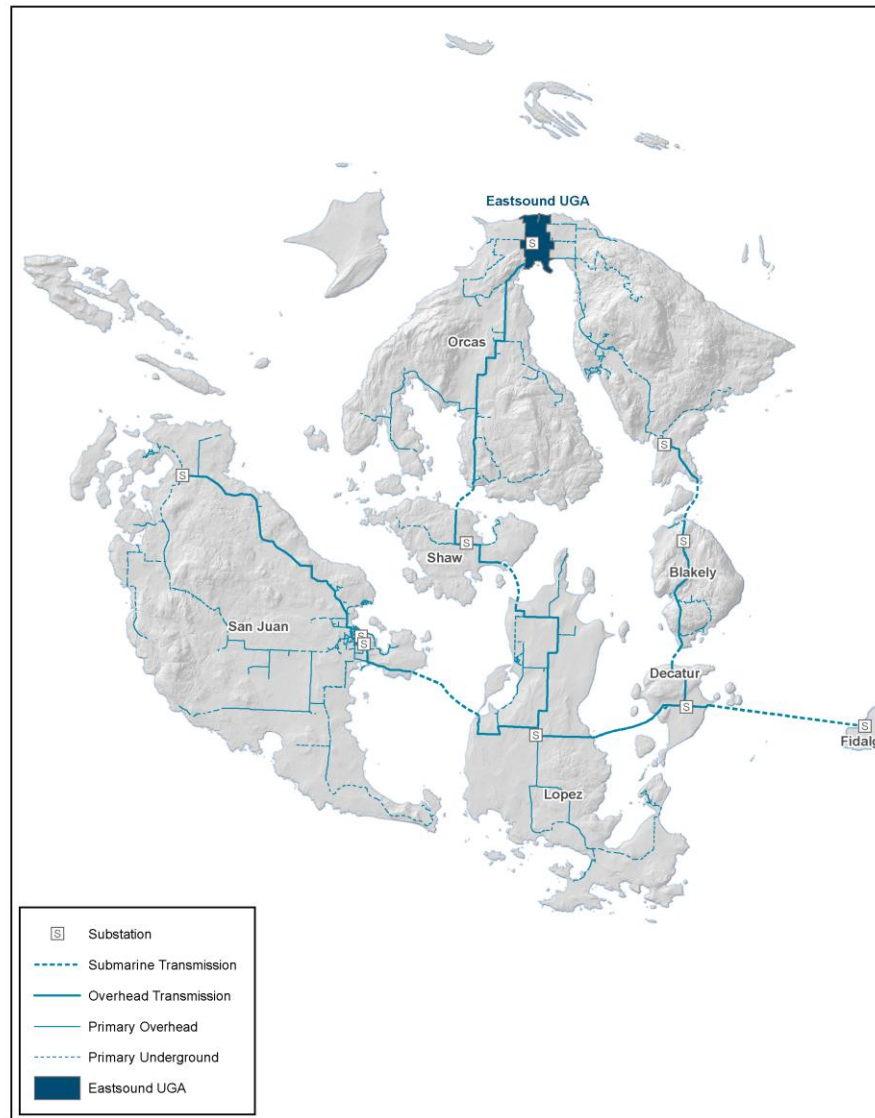 Eastsound UGA
S
Orcas
S
S
S
S
Shaw
Blakely
San Juan
S
S
Decatur
S
S
Fidalg
S
Lopez
S Substation
Submarine Transmission
Overhead Transmission
Primary Overhead
Primary Underground
Eastsound UGA